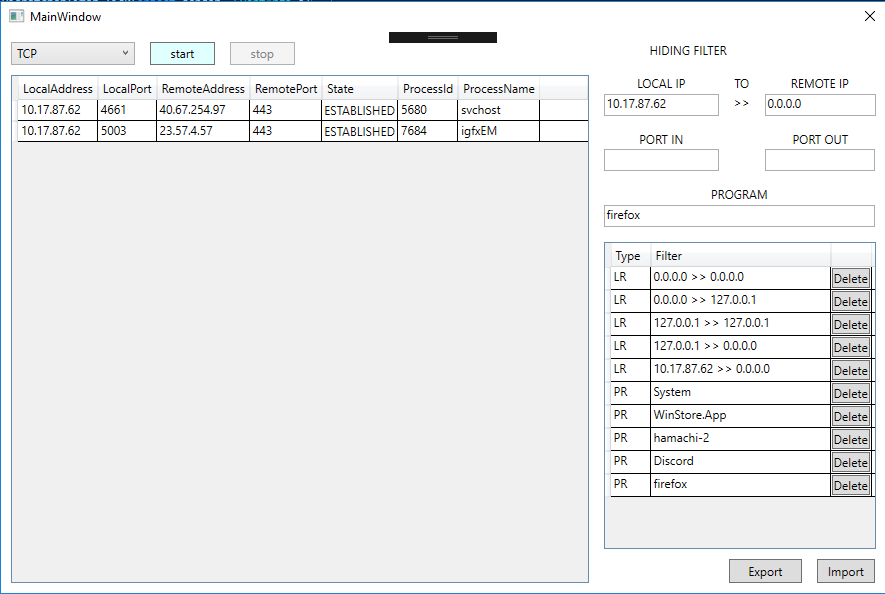 MainWindow
TCP start stop
LocalAddress LocalPort RemoteAddress RemotePort State ProcessId ProcessName
10.17.87.62 4661 40.67.254.97 443 ESTABLISHED 5680 svchost
10.17.87.62 5003 23.57.4.57 443 ESTABLISHED 7684 igfxEM
HIDING FILTER
LOCAL IP TO REMOTE IP
10.17.87.62 >> 0.0.0.0
PORT IN PORT OUT
PROGRAM
firefox
Type Filter
LR 0.0.0.0 >> 0.0.0.0 Delete
LR 0.0.0.0 >> 127.0.0.1 Delete
LR 127.0.0.1 >> 127.0.0.1 Delete
LR 127.0.0.1 >> 0.0.0.0 Delete
LR 10.17.87.62 >> 0.0.0.0 Delete
PR System Delete
PR WinStore.App Delete
PR hamachi-2 Delete
PR Discord Delete
PR firefox Delete
Export Import